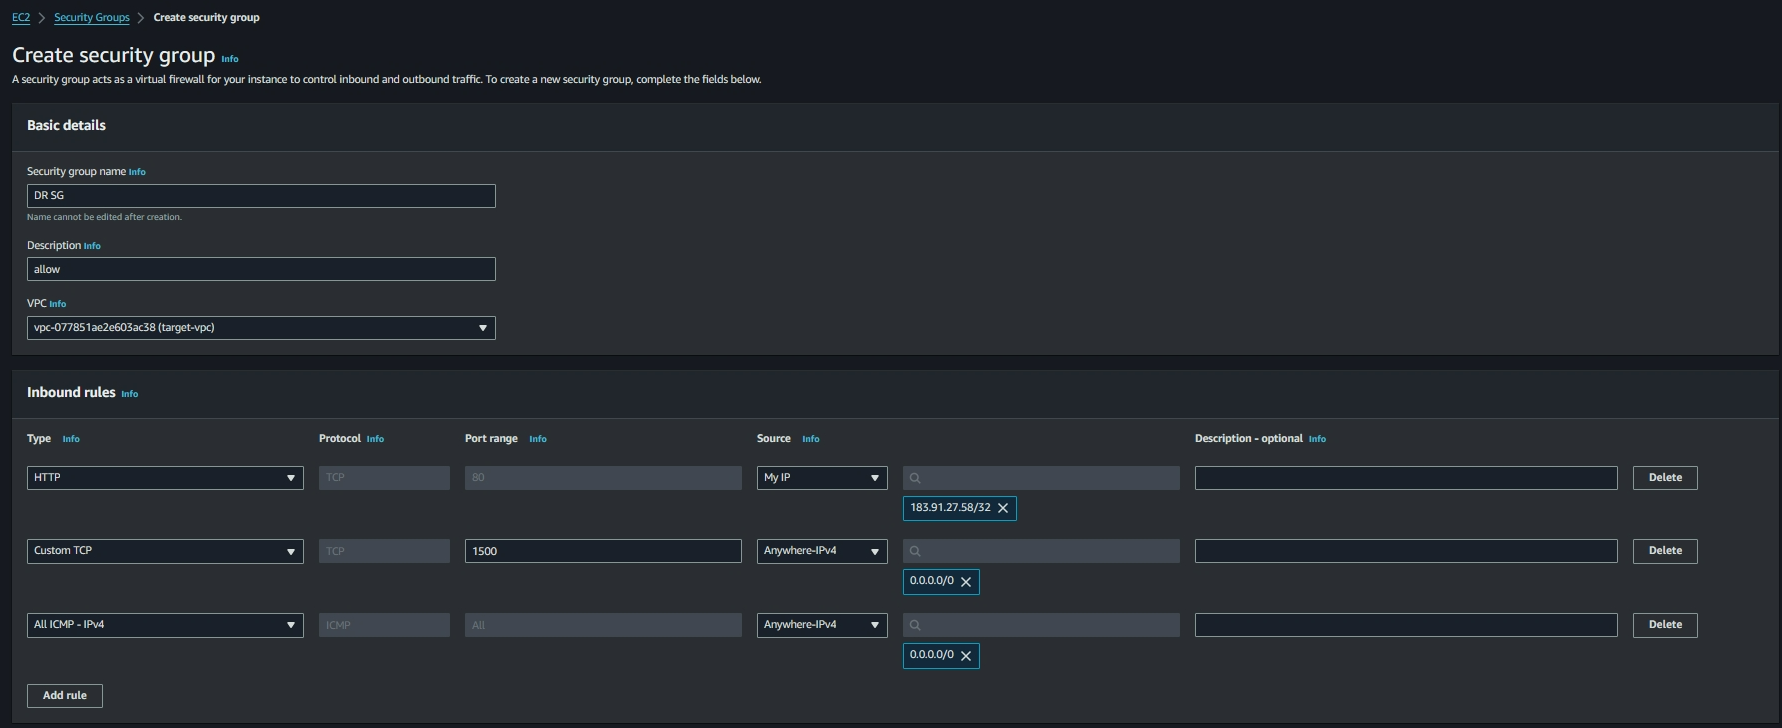 EC2 > Security Groups > Create security group
Create security group Info
A security group acts as a virtual firewall for your instance to control inbound and outbound traffic. To create a new security group, complete the fields below.
Basic details
Security group name Info
DR SG
Name cannot be edited after creation.
Description Info
allow
VPC Info
vpc-077851ae2e603ac38 (target-vpc)
Inbound rules Info
Type Info Protocol Info Port range Info Source Info Description - optional Info
HTTP TCP 80 My IP Delete
183.91.27.58/32
Custom TCP TCP 1500 Anywhere-IPv4 Delete
0.0.0.0/0
All ICMP - IPv4 ICMP All Anywhere-IPv4 Delete
0.0.0.0/0
Add rule